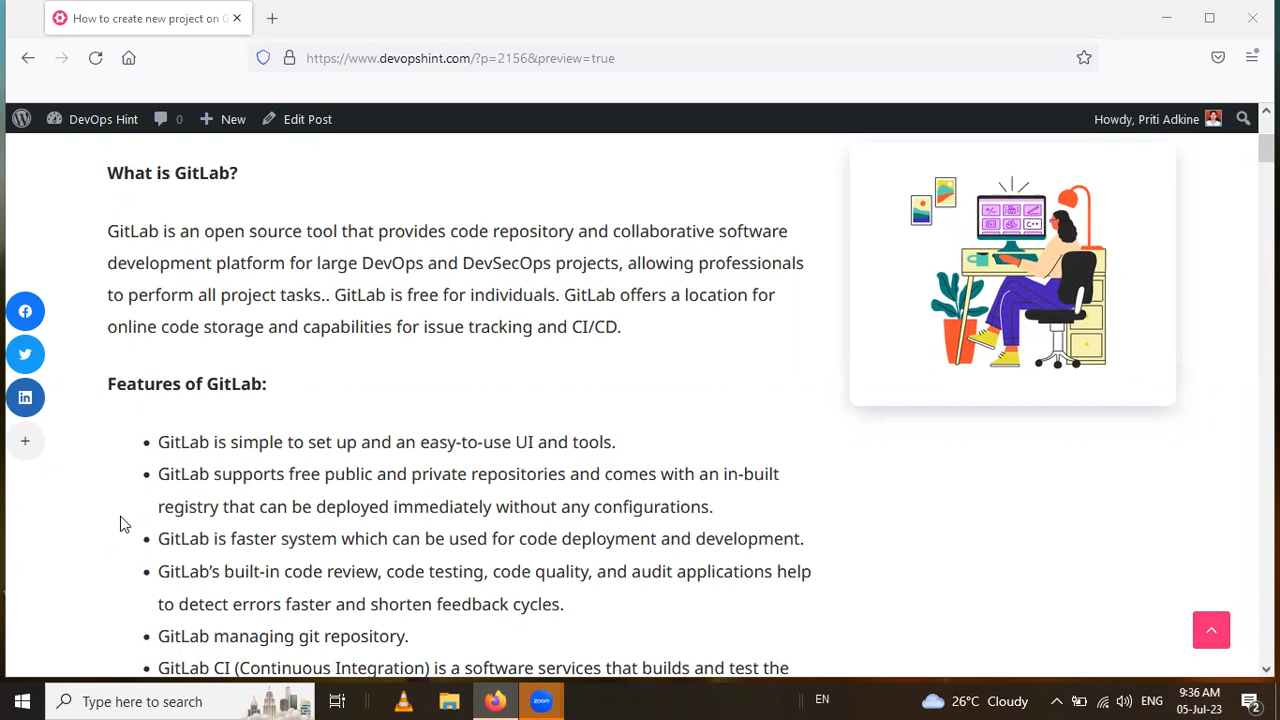 How to create new project on G
https://www.devopshint.com/?p=2156&preview=true
DevOps Hint
0
New
Edit Post
Howdy, Priti Adkine
What is GitLab?
GitLab is an open source tool that provides code repository and collaborative software
development platform for large DevOps and DevSecOps projects, allowing professionals
to perform all project tasks.. GitLab is free for individuals. GitLab offers a location for
online code storage and capabilities for issue tracking and CI/CD.
Features of GitLab:
• GitLab is simple to set up and an easy-to-use UI and tools.
• GitLab supports free public and private repositories and comes with an in-built
registry that can be deployed immediately without any configurations.
• GitLab is faster system which can be used for code deployment and development.
• GitLab’s built-in code review, code testing, code quality, and audit applications help
to detect errors faster and shorten feedback cycles.
• GitLab managing git repository.
• GitLab CI (Continuous Integration) is a software services that builds and test the
C++
Type here to search
zoom
EN
26°C Cloudy
ENG
9:36 AM
05-Jul-23
2